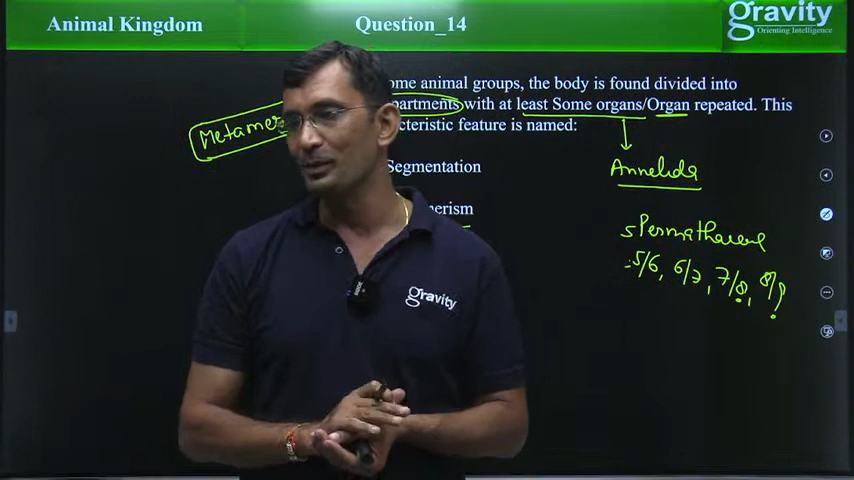 Animal Kingdom
Question_14
gravity
Orienting Intelligence
ome animal groups, the body is found divided into
partments with at least Some organs/Organ repeated. This
cteristic feature is named:
Metamer
Segmentation
Annelida
erism
Spermathecae
5/6, 6/7, 7/8, 8/9
gravity